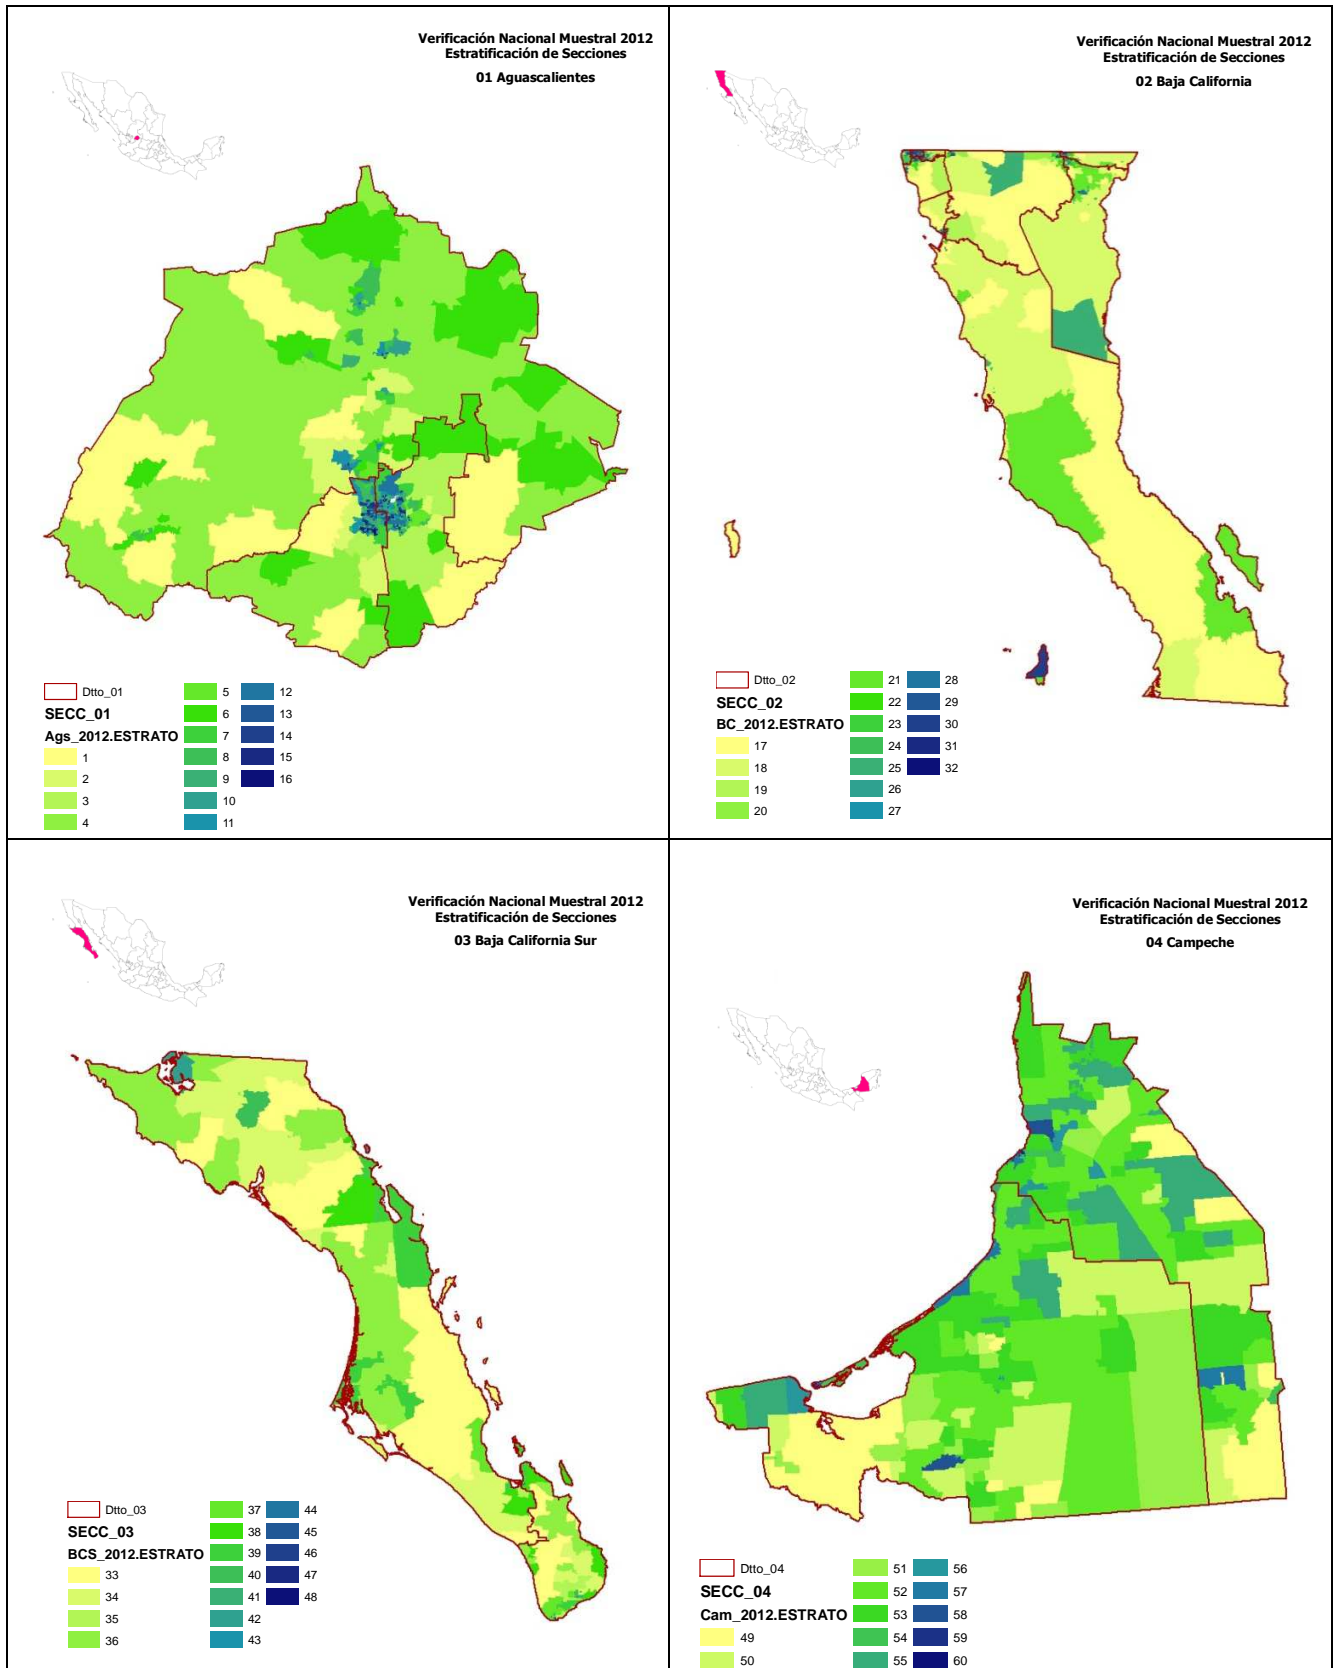 Verificación Nacional Muestral 2012
Estratificación de Secciones
01 Aguascalientes
Dtto_01
SECC_01
Ags_2012.ESTRATO
1
2
3
4
5
6
7
8
9
10
11
12
13
14
15
16
Verificación Nacional Muestral 2012
Estratificación de Secciones
02 Baja California
Dtto_02
SECC_02
BC_2012.ESTRATO
17
18
19
20
21
22
23
24
25
26
27
28
29
30
31
32
Verificación Nacional Muestral 2012
Estratificación de Secciones
03 Baja California Sur
Dtto_03
SECC_03
BCS_2012.ESTRATO
33
34
35
36
37
38
39
40
41
42
43
44
45
46
47
48
Verificación Nacional Muestral 2012
Estratificación de Secciones
04 Campeche
Dtto_04
SECC_04
Cam_2012.ESTRATO
49
50
51
52
53
54
55
56
57
58
59
60